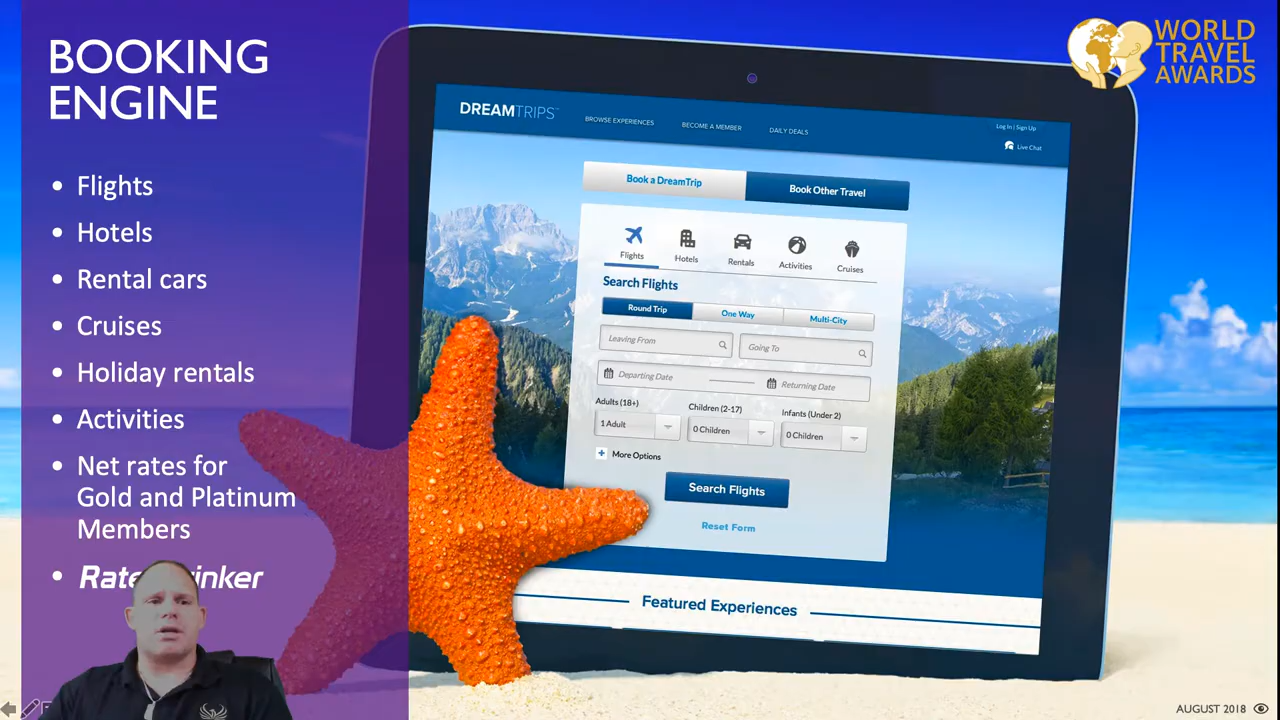 BOOKING
ENGINE
• Flights
• Hotels
• Rental cars
• Cruises
• Holiday rentals
• Activities
• Net rates for
Gold and Platinum
Members
WORLD
TRAVEL
AWARDS
DREAMTRIPS™
BROWSE EXPERIENCES
BECOME A MEMBER
DAILY DEALS
Log In | Sign Up
Live Chat
Book a DreamTrip
Book Other Travel
Flights
Hotels
Rentals
Activities
Cruises
Search Flights
Round Trip
One Way
Multi-City
Leaving From
Going To
Departing Date
Returning Date
Adults (18+)
Children (2-17)
Infants (Under 2)
1 Adult
0 Children
0 Children
+ More Options
Search Flights
Reset Form
Featured Experiences
AUGUST 2018